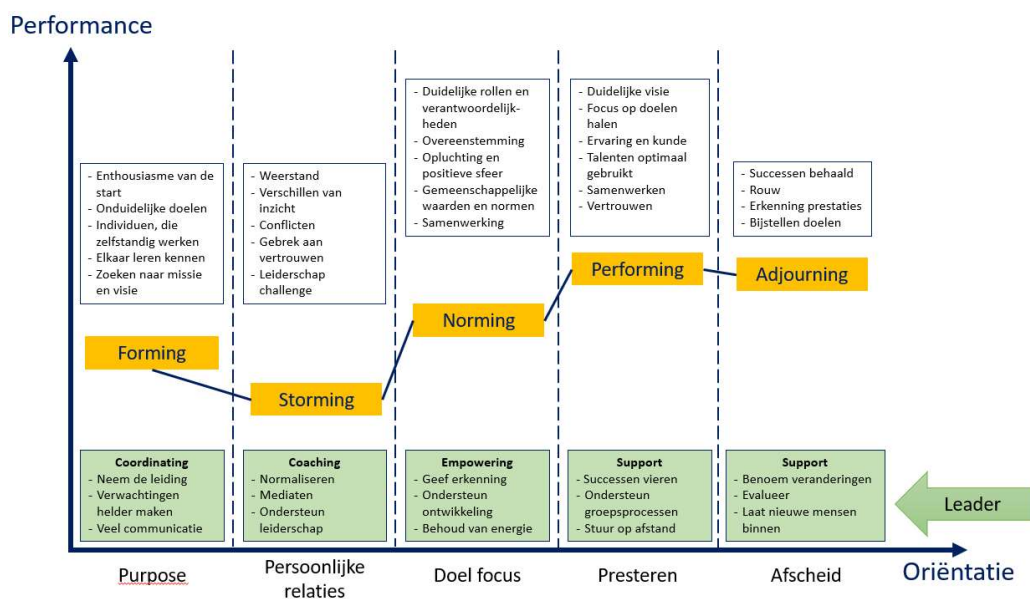 Performance
- Enthousiasme van de
start
- Onduidelijke doelen
- Individuen, die
zelfstandig werken
- Elkaar leren kennen
- Zoeken naar missie
en visie
- Weerstand
- Verschillen van
inzicht
- Conflicten
- Gebrek aan
vertrouwen
- Leiderschap
challenge
- Duidelijke rollen en
verantwoordelijk-
heden
- Overeenstemming
- Opluchting en
positieve sfeer
- Gemeenschappelijke
waarden en normen
- Samenwerking
- Duidelijke visie
- Focus op doelen
halen
- Ervaring en kunde
- Talenten optimaal
gebruikt
- Samenwerken
- Vertrouwen
- Successen behaald
- Rouw
- Erkenning prestaties
- Bijstellen doelen
Forming
Storming
Norming
Performing
Adjourning
Coordinating
- Neem de leiding
- Verwachtingen
helder maken
- Veel communicatie
Coaching
- Normaliseren
- Mediaten
- Ondersteun
leiderschap
Empowering
- Geef erkenning
- Ondersteun
ontwikkeling
- Behoud van energie
Support
- Successen vieren
- Ondersteun
groepsprocessen
- Stuur op afstand
Support
- Benoem veranderingen
- Evalueer
- Laat nieuwe mensen
binnen
Leader
Purpose
Persoonlijke
relaties
Doel focus
Presteren
Afscheid
Oriëntatie